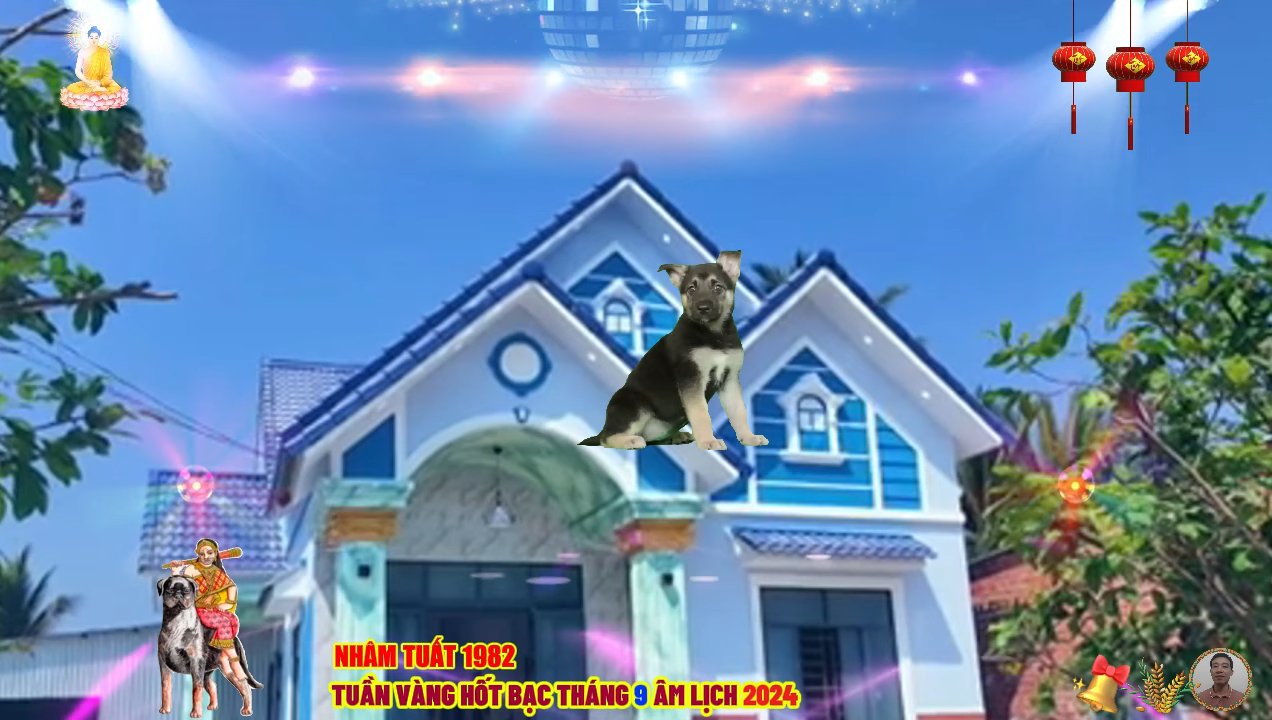 NHÂM TUẤT 1982
TUẦN VÀNG HỐT BẠC THÁNG 9 ÂM LỊCH 2024